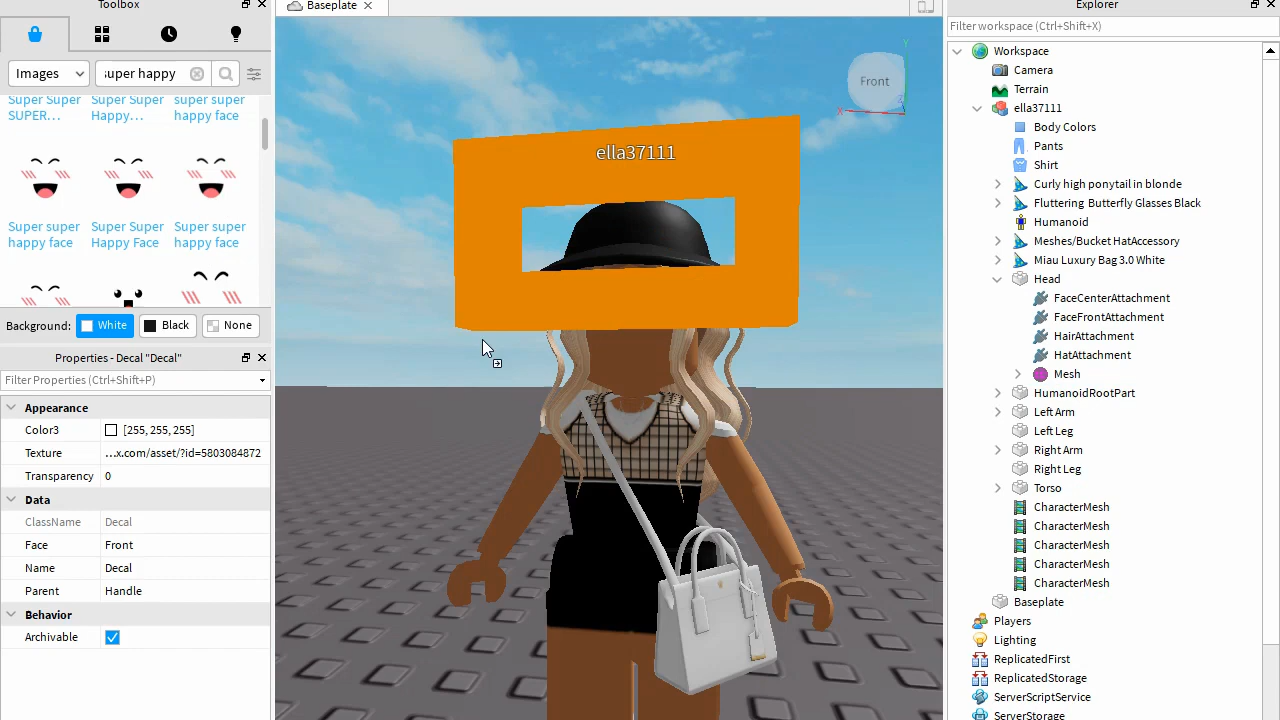 Toolbox
Images
uper happy
Super Super
SUPER...
Super
Happy...
super super
happy face
Super super
happy face
Super Super
Happy Face
Super super
happy face
Background:
White
Black
None
Properties - Decal "Decal"
Filter Properties (Ctrl+Shift+P)
Appearance
Color3 [255, 255, 255]
Texture ...x.com/asset/?id=5803084872
Transparency 0
Data
ClassName Decal
Face Front
Name Decal
Parent Handle
Behavior
Archivable
Baseplate
Front
Y
X
ella37111
Explorer
Filter workspace (Ctrl+Shift+X)
Workspace
Camera
Terrain
ella37111
Body Colors
Pants
Shirt
Curly high ponytail in blonde
Fluttering Butterfly Glasses Black
Humanoid
Meshes/Bucket HatAccessory
Miau Luxury Bag 3.0 White
Head
FaceCenterAttachment
FaceFrontAttachment
HairAttachment
HatAttachment
Mesh
HumanoidRootPart
Left Arm
Left Leg
Right Arm
Right Leg
Torso
CharacterMesh
CharacterMesh
CharacterMesh
CharacterMesh
CharacterMesh
Baseplate
Players
Lighting
ReplicatedFirst
ReplicatedStorage
ServerScriptService
ServerStorage